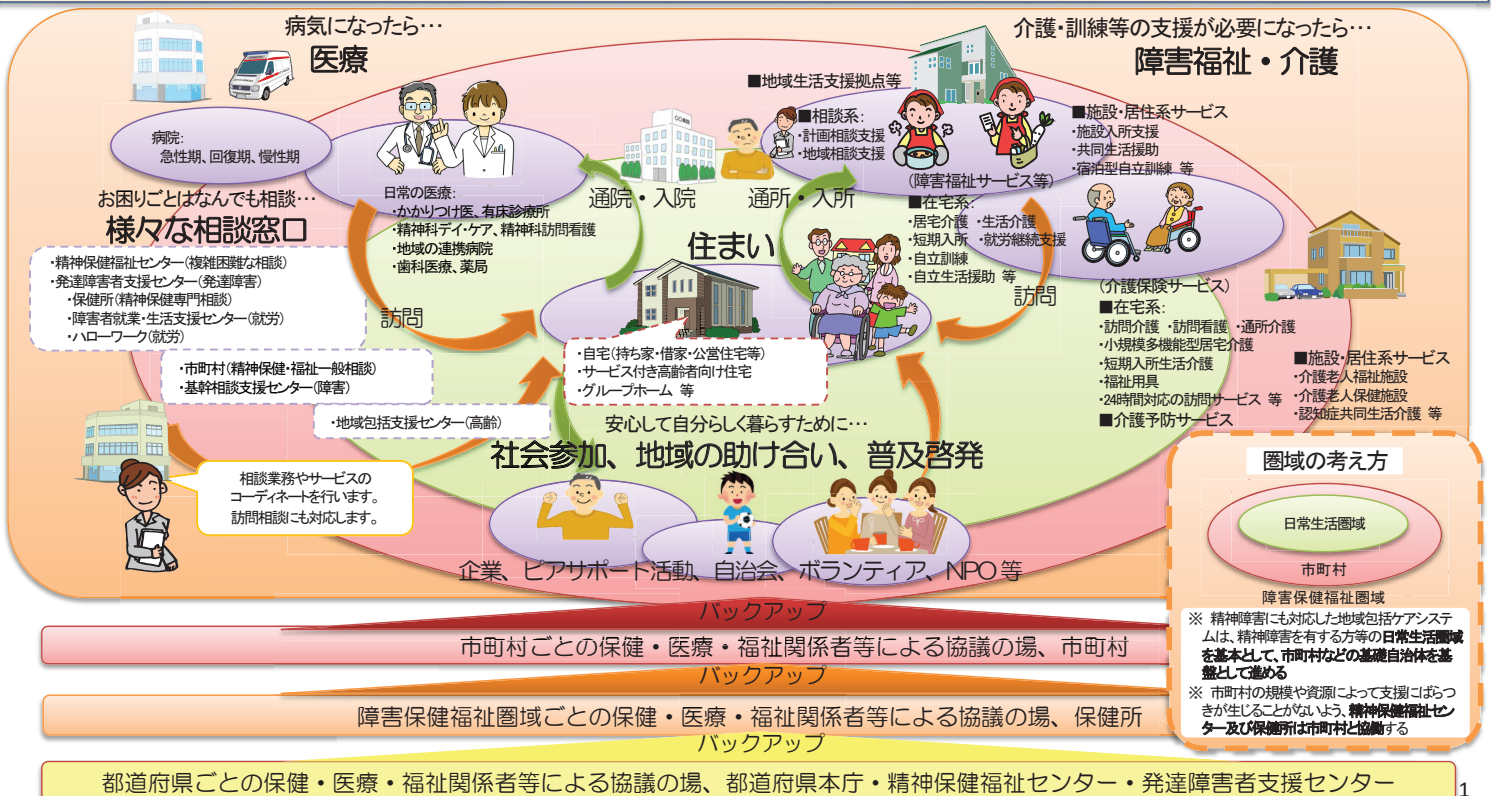 病気になったら…
医療
病院:
急性期、回復期、慢性期
日常の医療:
・かかりつけ医、有床診療所
・精神科デイ・ケア、精神科訪問看護
・地域の連携病院
・歯科医療、薬局
通院・入院
通所・入所
介護・訓練等の支援が必要になったら…
障害福祉・介護
■地域生活支援拠点等
■相談系:
・計画相談支援
・地域相談支援
■施設・居住系サービス
・施設入所支援
・共同生活援助
・宿泊型自立訓練 等
(障害福祉サービス等)
■在宅系:
・居宅介護 ・生活介護
・短期入所 ・就労継続支援
・自立訓練
・自立生活援助 等
訪問
(介護保険サービス)
■在宅系:
・訪問介護 ・訪問看護 ・通所介護
・小規模多機能型居宅介護
・短期入所生活介護
・福祉用具
・24時間対応の訪問サービス 等
■介護予防サービス
■施設・居住系サービス
・介護老人福祉施設
・介護老人保健施設
・認知症共同生活介護 等
お困りごとはなんでも相談…
様々な相談窓口
・精神保健福祉センター(複雑困難な相談)
・発達障害者支援センター(発達障害)
・保健所(精神保健専門相談)
・障害者就業・生活支援センター(就労)
・ハローワーク(就労)
訪問
・市町村(精神保健・福祉一般相談)
・基幹相談支援センター(障害)
・地域包括支援センター(高齢)
相談業務やサービスの
コーディネートを行います。
訪問相談にも対応します。
住まい
・自宅(持ち家・借家・公営住宅等)
・サービス付き高齢者向け住宅
・グループホーム 等
安心して自分らしく暮らすために…
社会参加、地域の助け合い、普及啓発
企業、ピアサポート活動、自治会、ボランティア、NPO等
圏域の考え方
日常生活圏域
市町村
障害保健福祉圏域
※ 精神障害にも対応した地域包括ケアシステ
ムは、精神障害を有する方等の日常生活圏域
を基本として、市町村などの基礎自治体を基
盤として進める
※ 市町村の規模や資源によって支援にばらつ
きが生じることがないよう、精神保健福祉セン
ター及び保健所は市町村と協働する
バックアップ
市町村ごとの保健・医療・福祉関係者等による協議の場、市町村
バックアップ
障害保健福祉圏域ごとの保健・医療・福祉関係者等による協議の場、保健所
バックアップ
都道府県ごとの保健・医療・福祉関係者等による協議の場、都道府県本庁・精神保健福祉センター・発達障害者支援センター
1